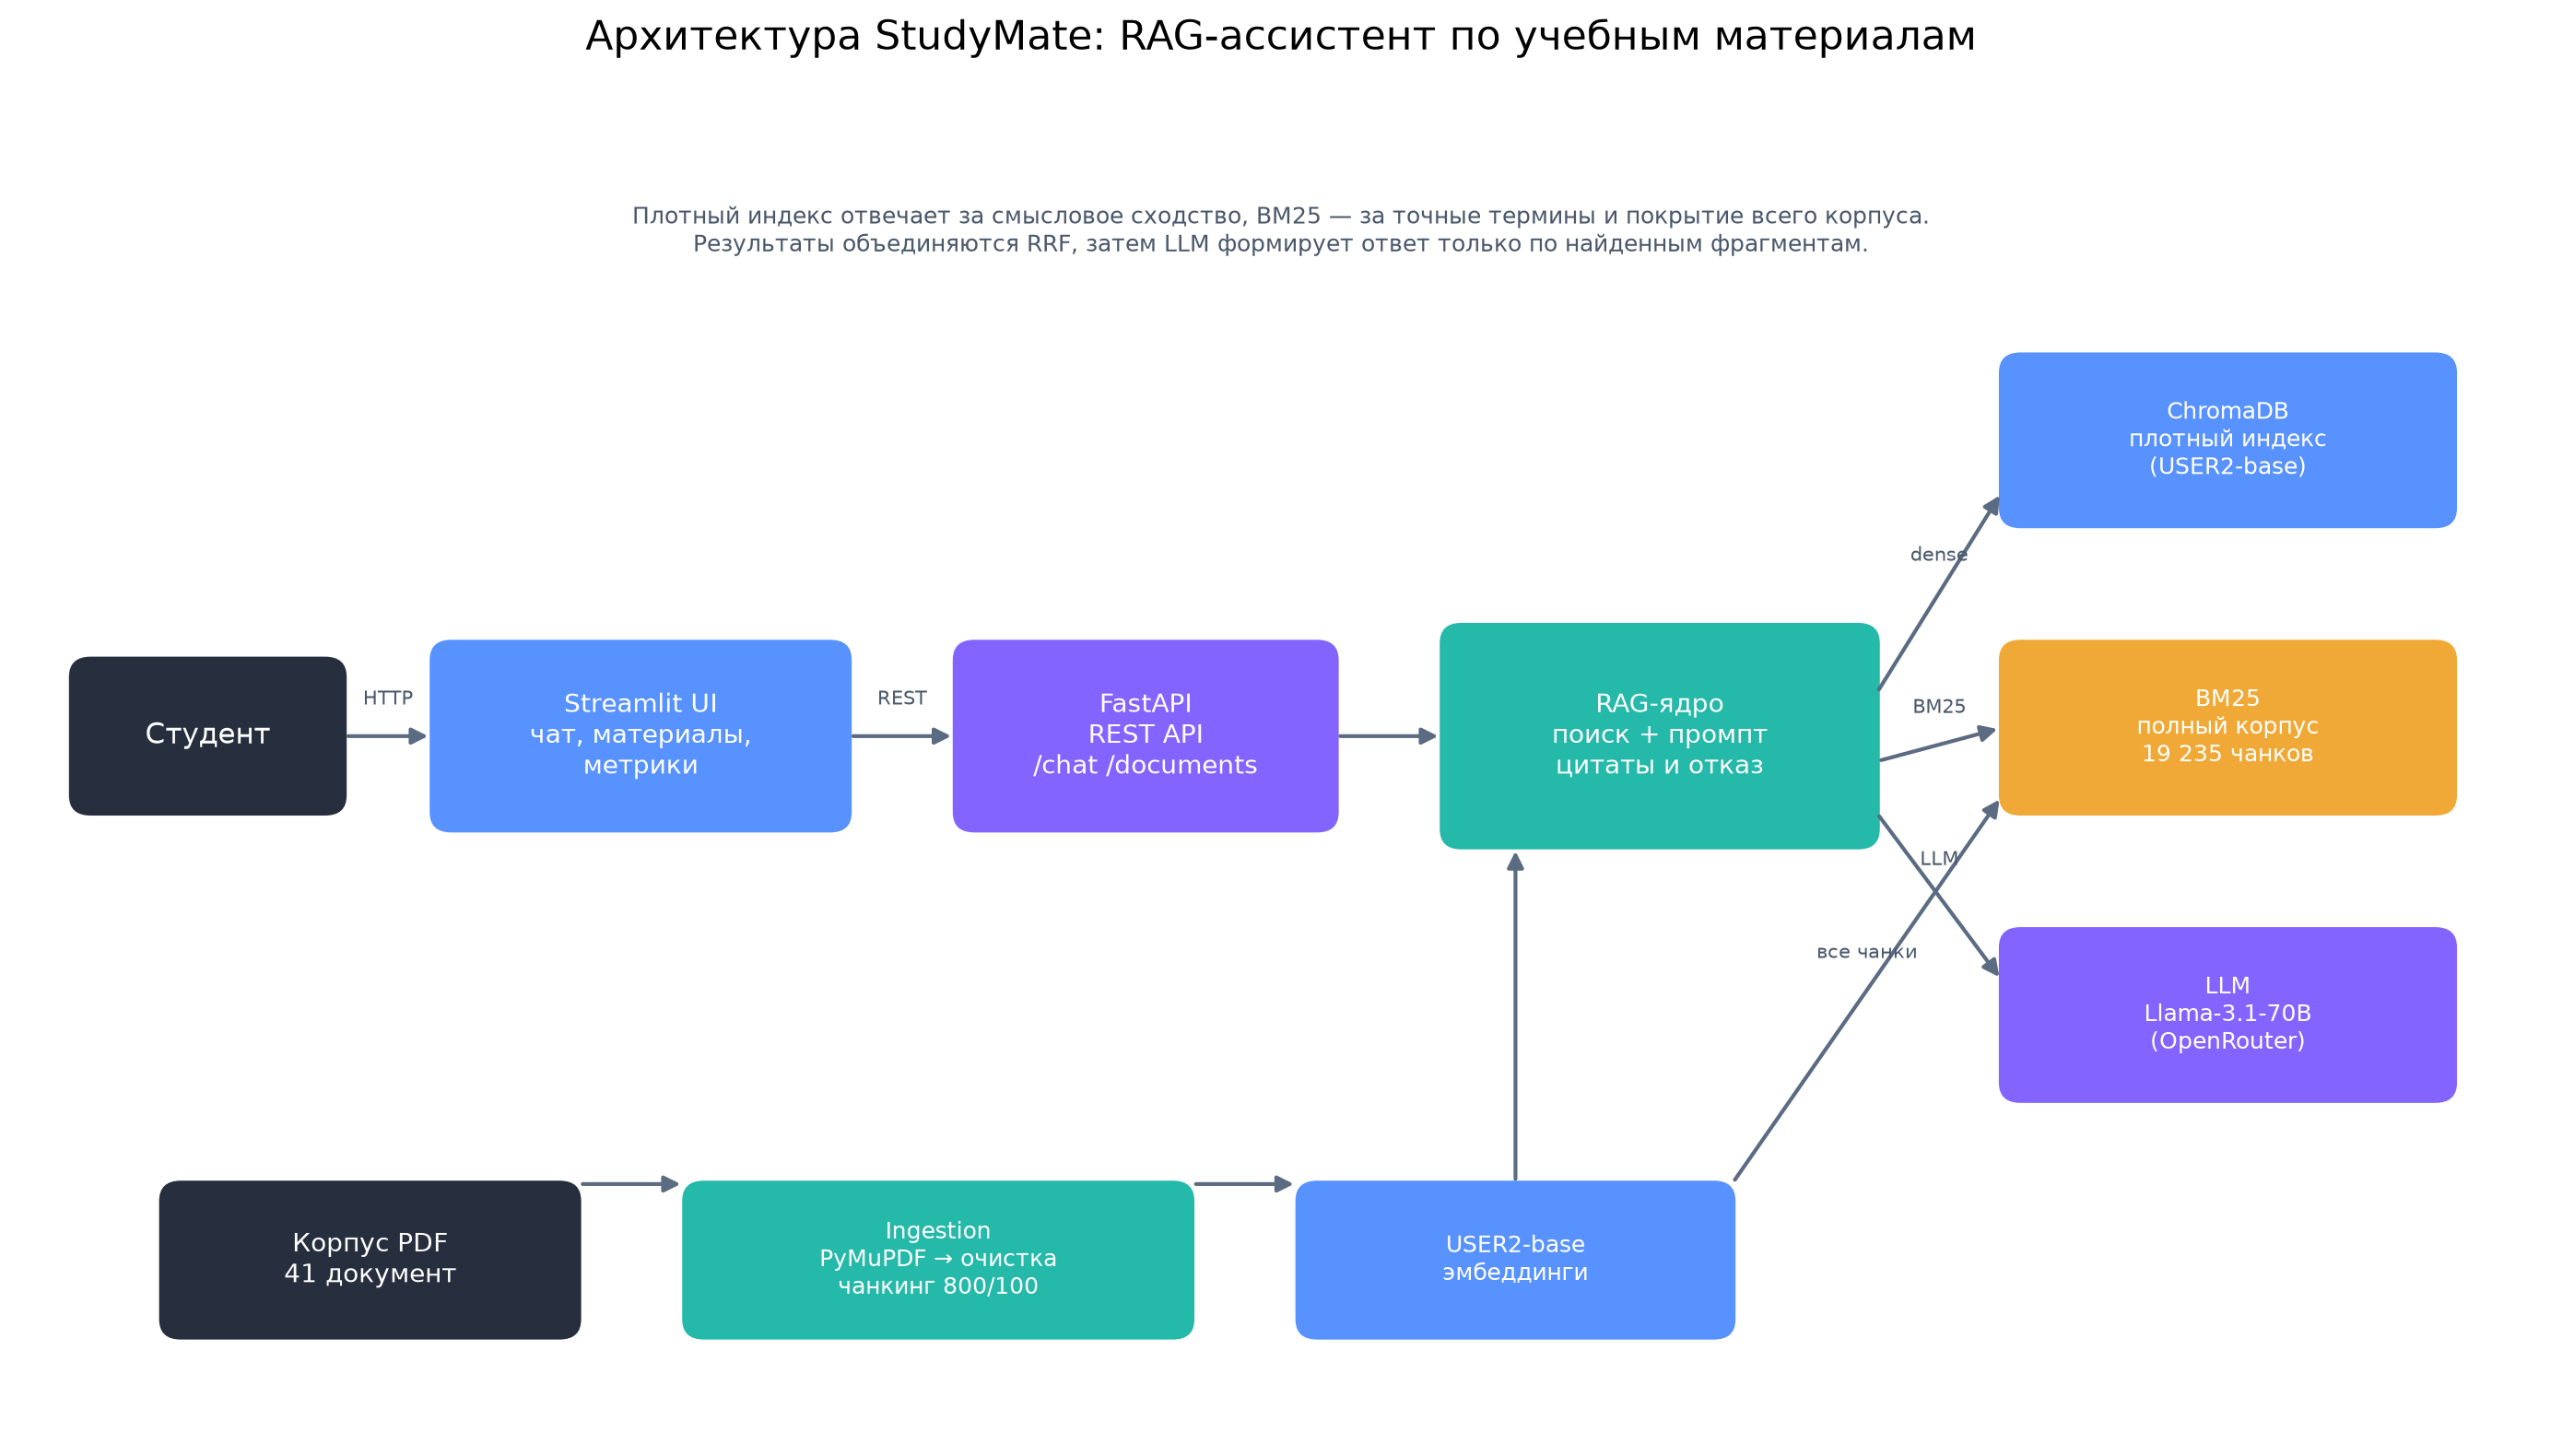 Архитектура StudyMate: RAG-ассистент по учебным материалам
Плотный индекс отвечает за смысловое сходство, BM25 — за точные термины и покрытие всего корпуса.
Результаты объединяются RRF, затем LLM формирует ответ только по найденным фрагментам.
Студент
HTTP
Streamlit UI
чат, материалы,
метрики
REST
FastAPI
REST API
/chat /documents
RAG-ядро
поиск + промпт
цитаты и отказ
dense
ChromaDB
плотный индекс
(USER2-base)
BM25
BM25
полный корпус
19 235 чанков
LLM
LLM
Llama-3.1-70B
(OpenRouter)
все чанки
Корпус PDF
41 документ
Ingestion
PyMuPDF → очистка
чанкинг 800/100
USER2-base
эмбеддинги